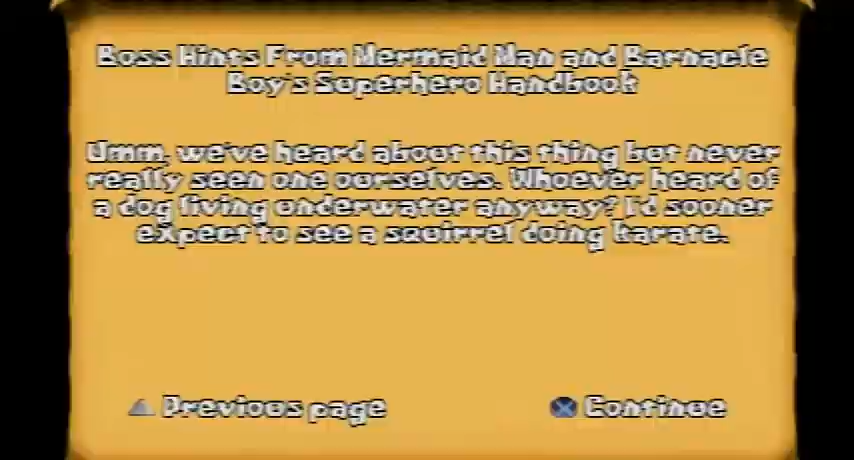 Boss Hints From Mermaid Man and Barnacle
Boy's Superhero Handbook
Umm, we've heard about this thing but never
really seen one ourselves. Whoever heard of
a dog living underwater anyway? I'd sooner
expect to see a squirrel doing karate.
Previous page
Continue